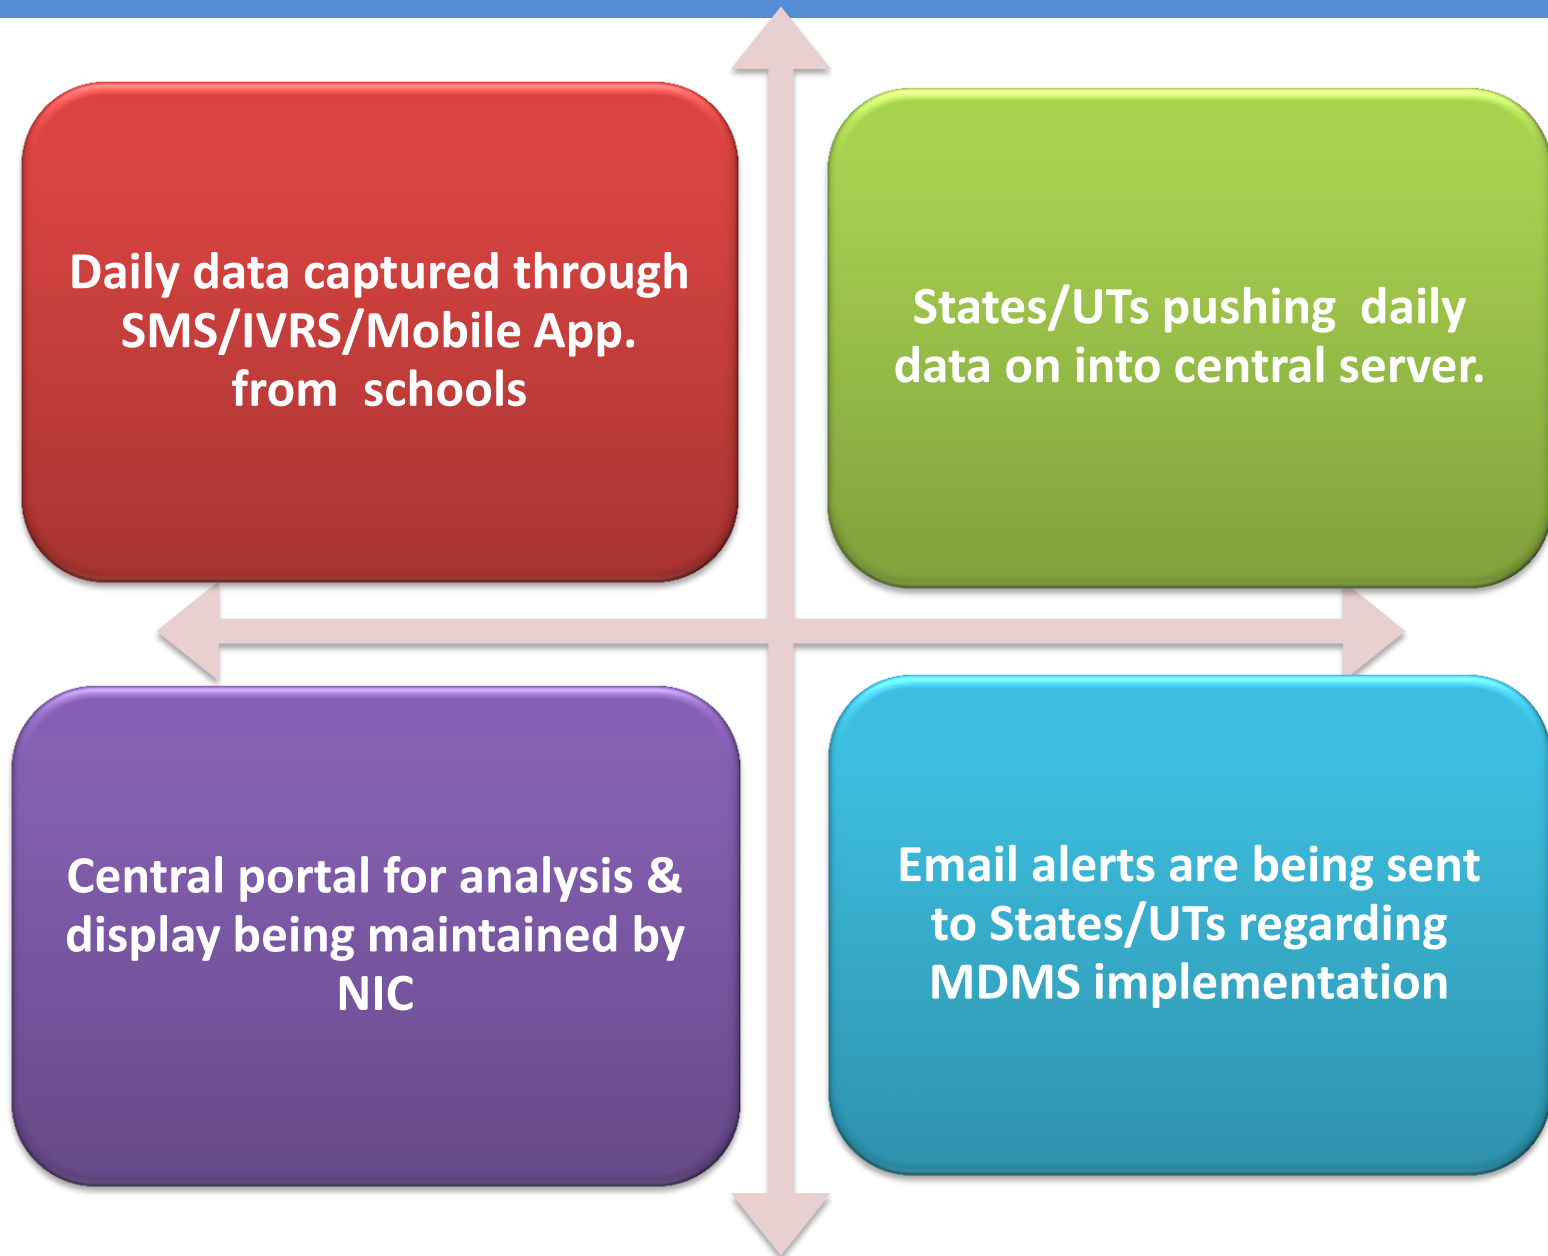 Daily data captured through
SMS/IVRS/Mobile App.
from  schools
States/UTs pushing  daily
data on into central server.
Central portal for analysis &
display being maintained by
NIC
Email alerts are being sent
to States/UTs regarding
MDMS implementation